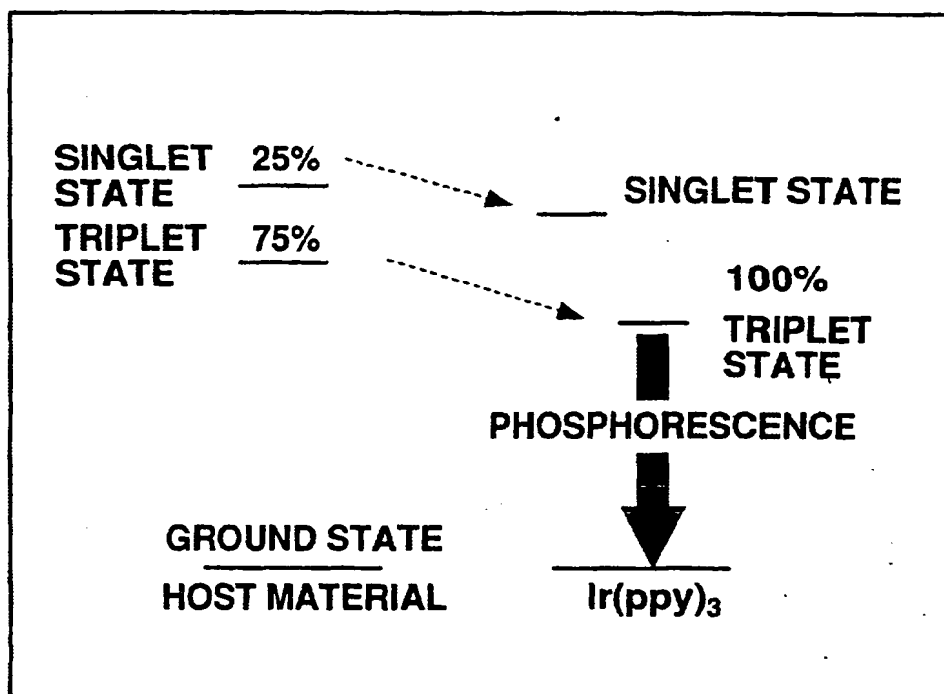 SINGLET 25%
STATE
SINGLET STATE
TRIPLET 75%
STATE
100%
TRIPLET
STATE
PHOSPHORESCENCE
GROUND STATE
HOST MATERIAL
Ir(ppy)₃